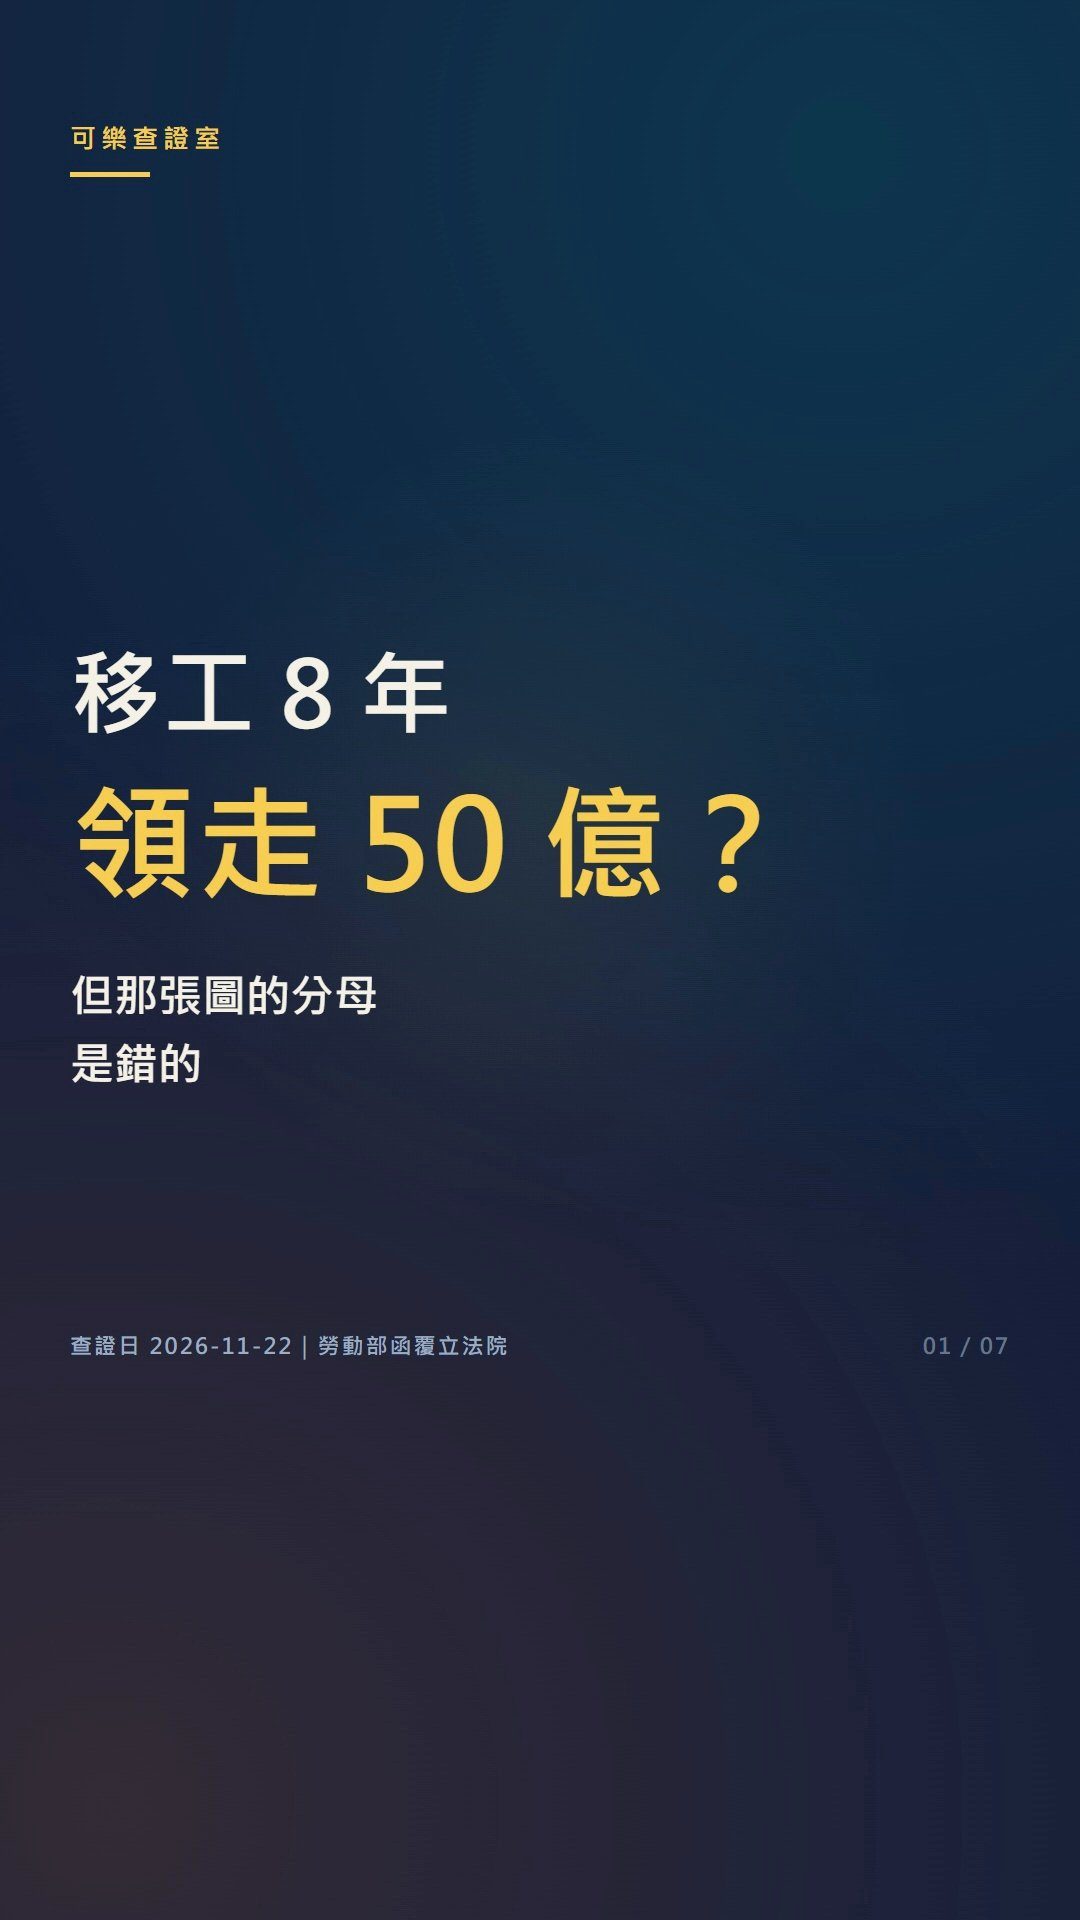 可樂查證室
移工 8 年
領走 50 億？
但那張圖的分母
是錯的
查證日 2026-11-22 | 勞動部函覆立法院
01 / 07